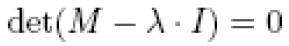 det(M − λ · I) = 0